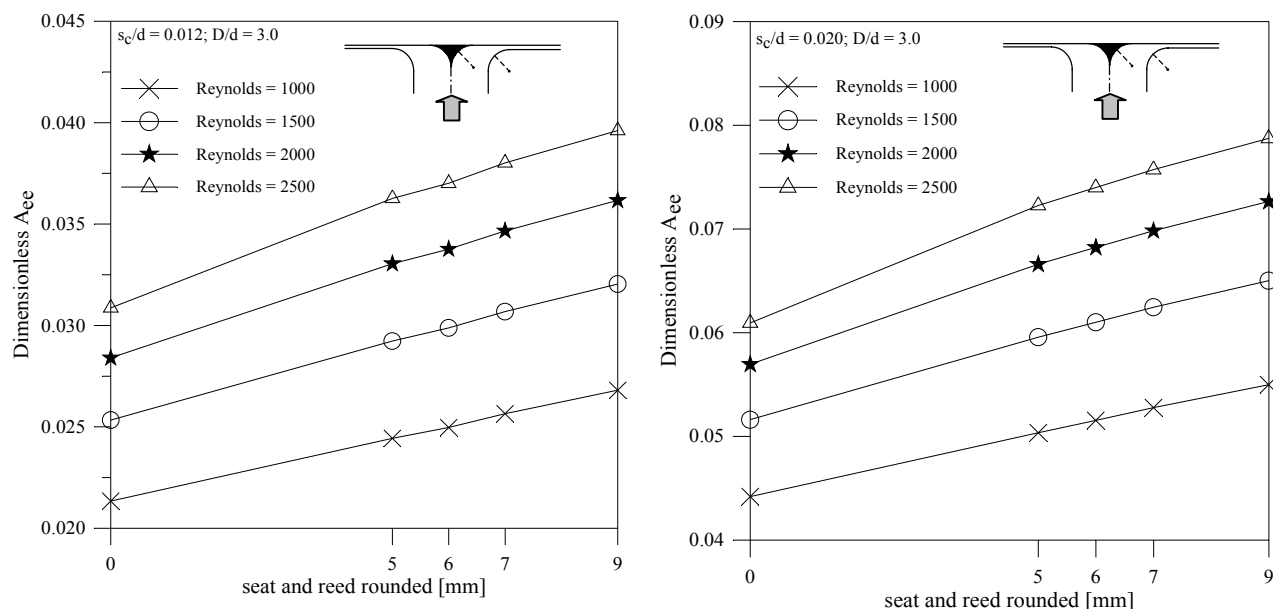 0.045
s_c/d = 0.012; D/d = 3.0
Reynolds = 1000
Reynolds = 1500
Reynolds = 2000
Reynolds = 2500
0.040
0.035
0.030
0.025
0.020
Dimensionless A_ee
0 5 6 7 9
seat and reed rounded [mm]
0.09
s_c/d = 0.020; D/d = 3.0
Reynolds = 1000
Reynolds = 1500
Reynolds = 2000
Reynolds = 2500
0.08
0.07
0.06
0.05
0.04
Dimensionless A_ee
0 5 6 7 9
seat and reed rounded [mm]